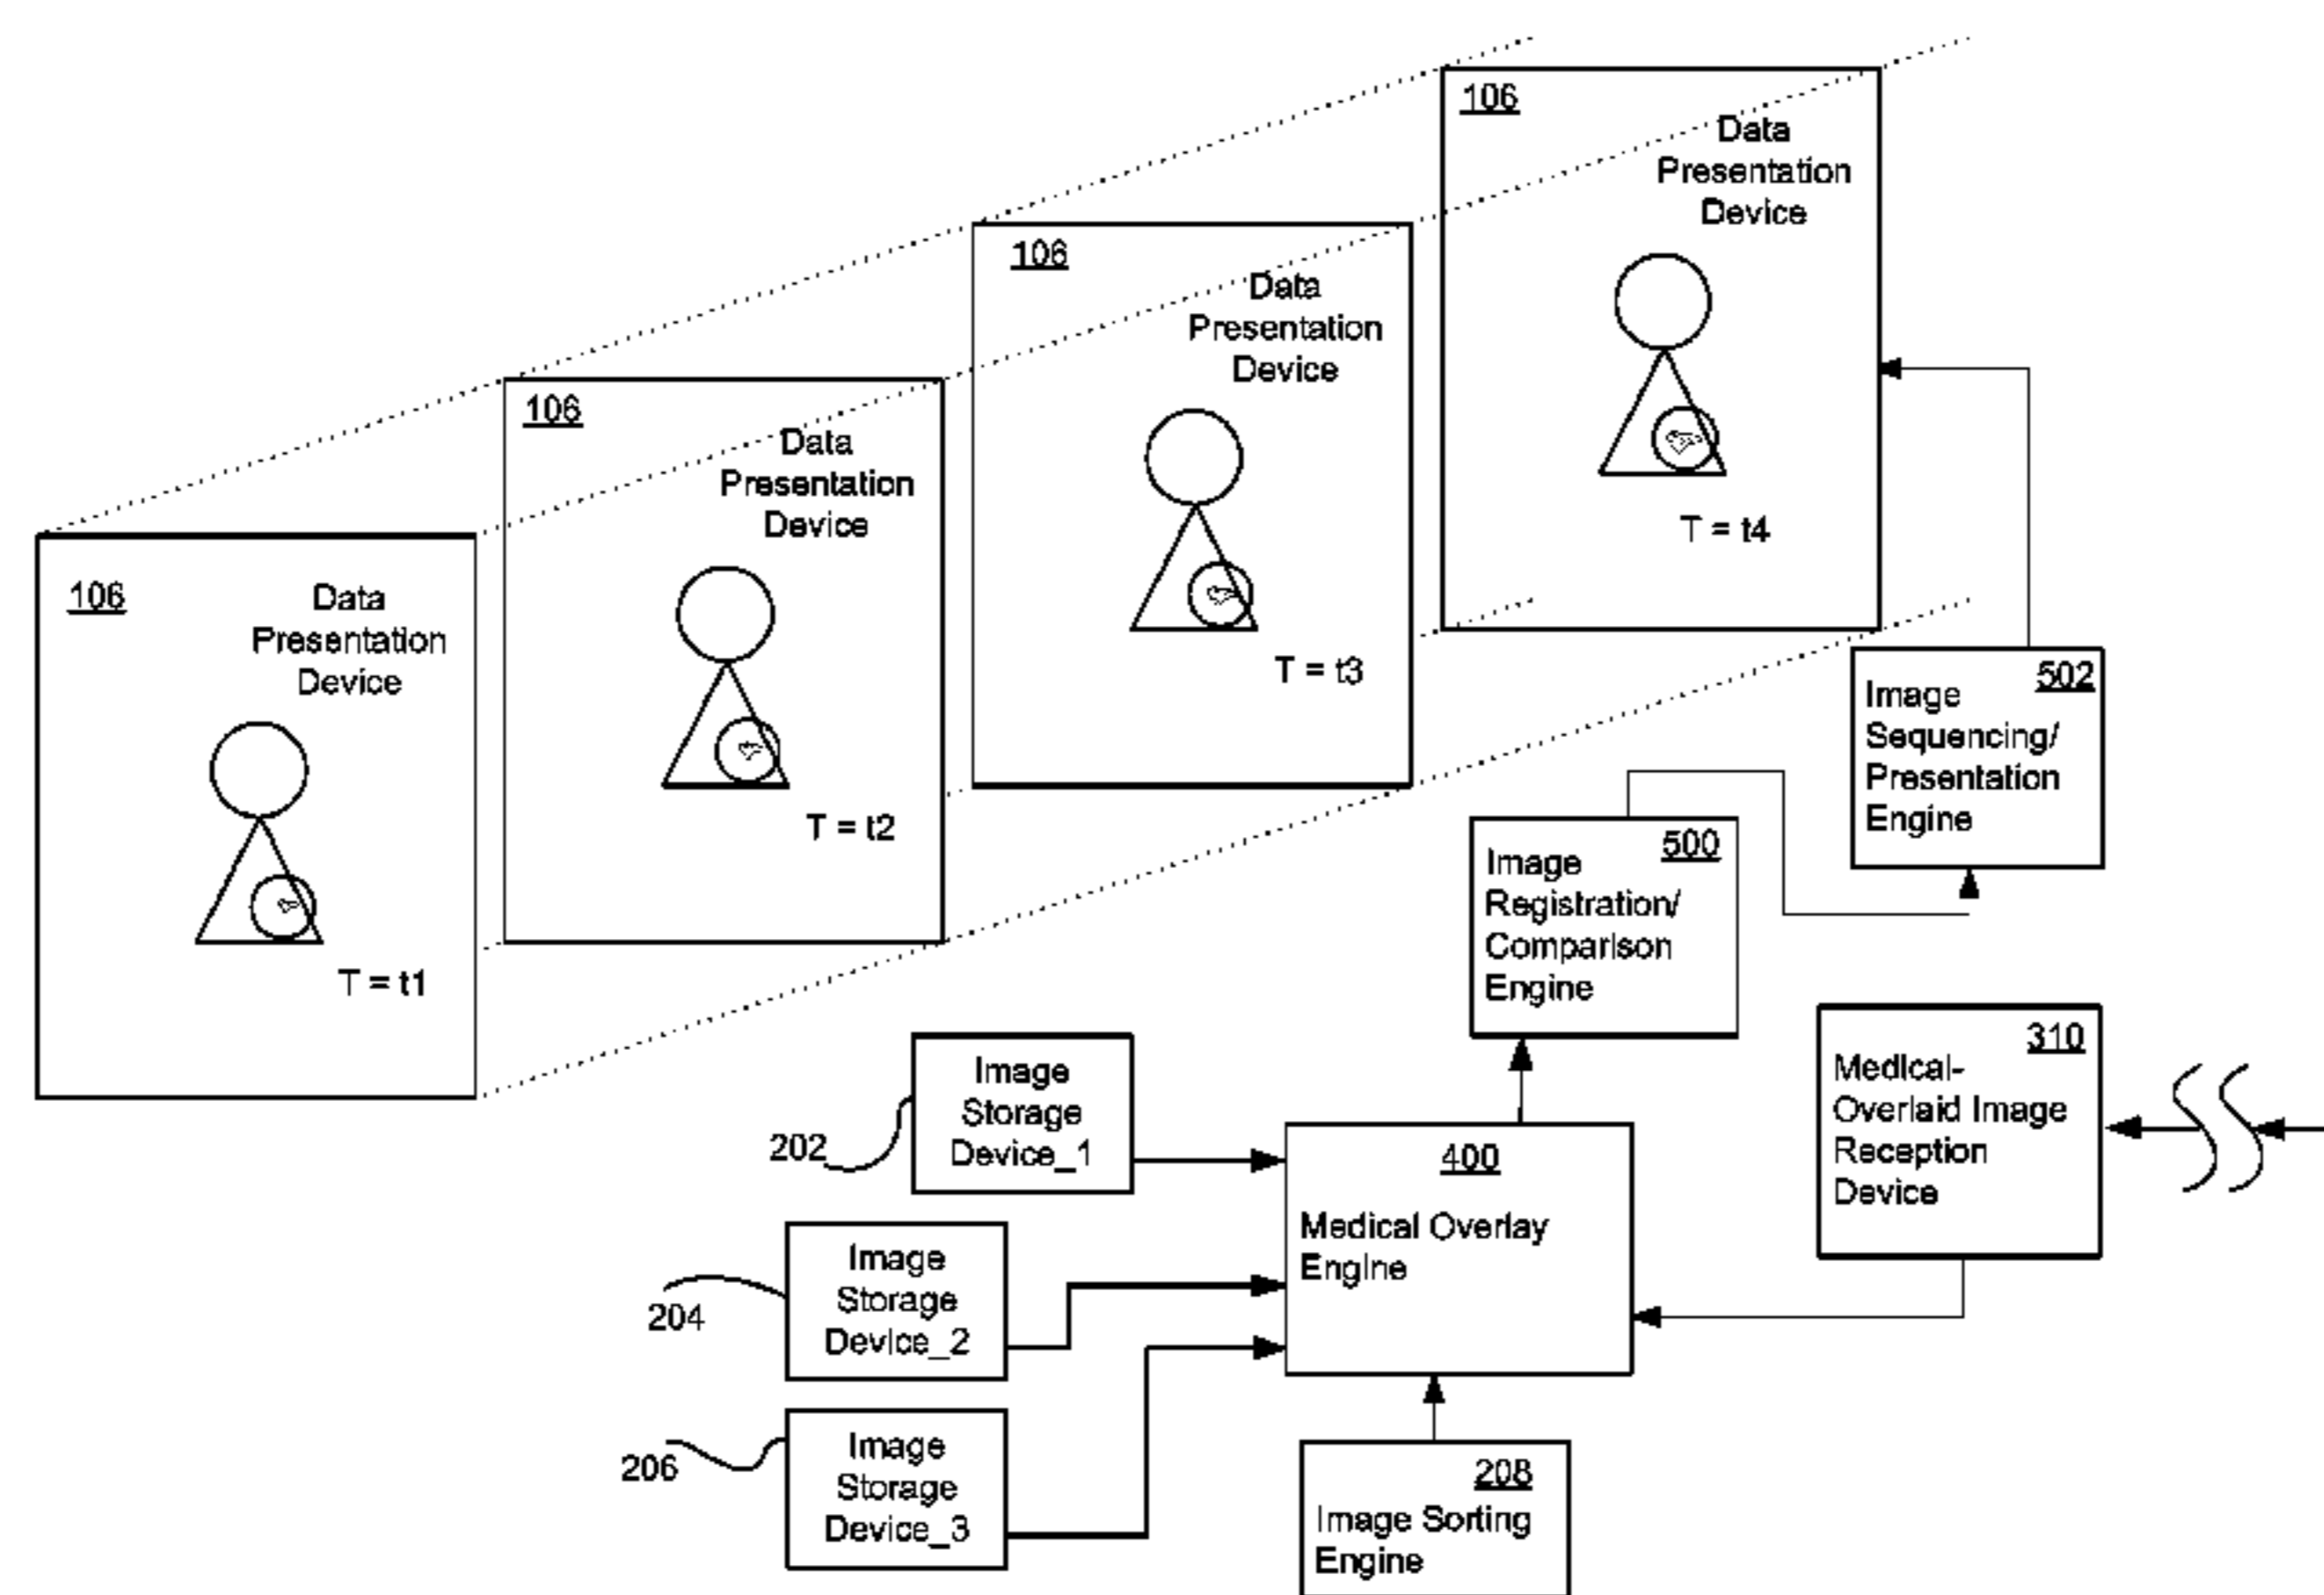 106
Data
Presentation
Device
T = t4
106
Data
Presentation
Device
T = t3
106
Data
Presentation
Device
T = t2
106
Data
Presentation
Device
T = t1
502
Image
Sequencing/
Presentation
Engine
500
Image
Registration/
Comparison
Engine
310
Medical-
Overlaid Image
Reception
Device
Image
Storage
Device_1
202
400
Medical Overlay
Engine
Image
Storage
Device_2
204
Image
Storage
Device_3
206
208
Image Sorting
Engine